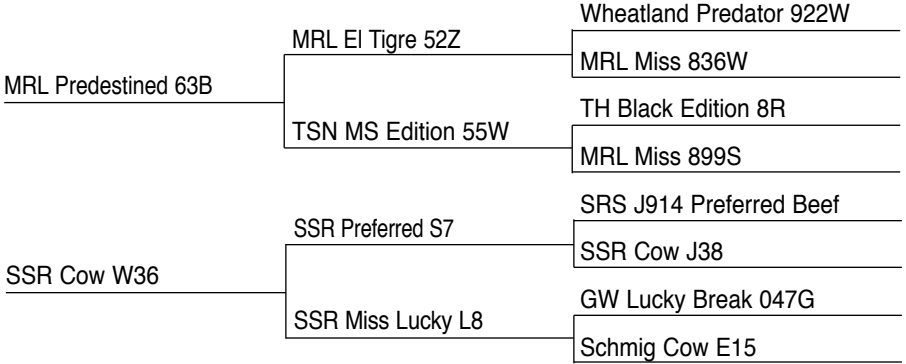 Wheatland Predator 922W
MRL El Tigre 52Z
MRL Miss 836W
MRL Predestined 63B
TH Black Edition 8R
TSN MS Edition 55W
MRL Miss 899S
SRS J914 Preferred Beef
SSR Preferred S7
SSR Cow J38
SSR Cow W36
GW Lucky Break 047G
SSR Miss Lucky L8
Schmig Cow E15